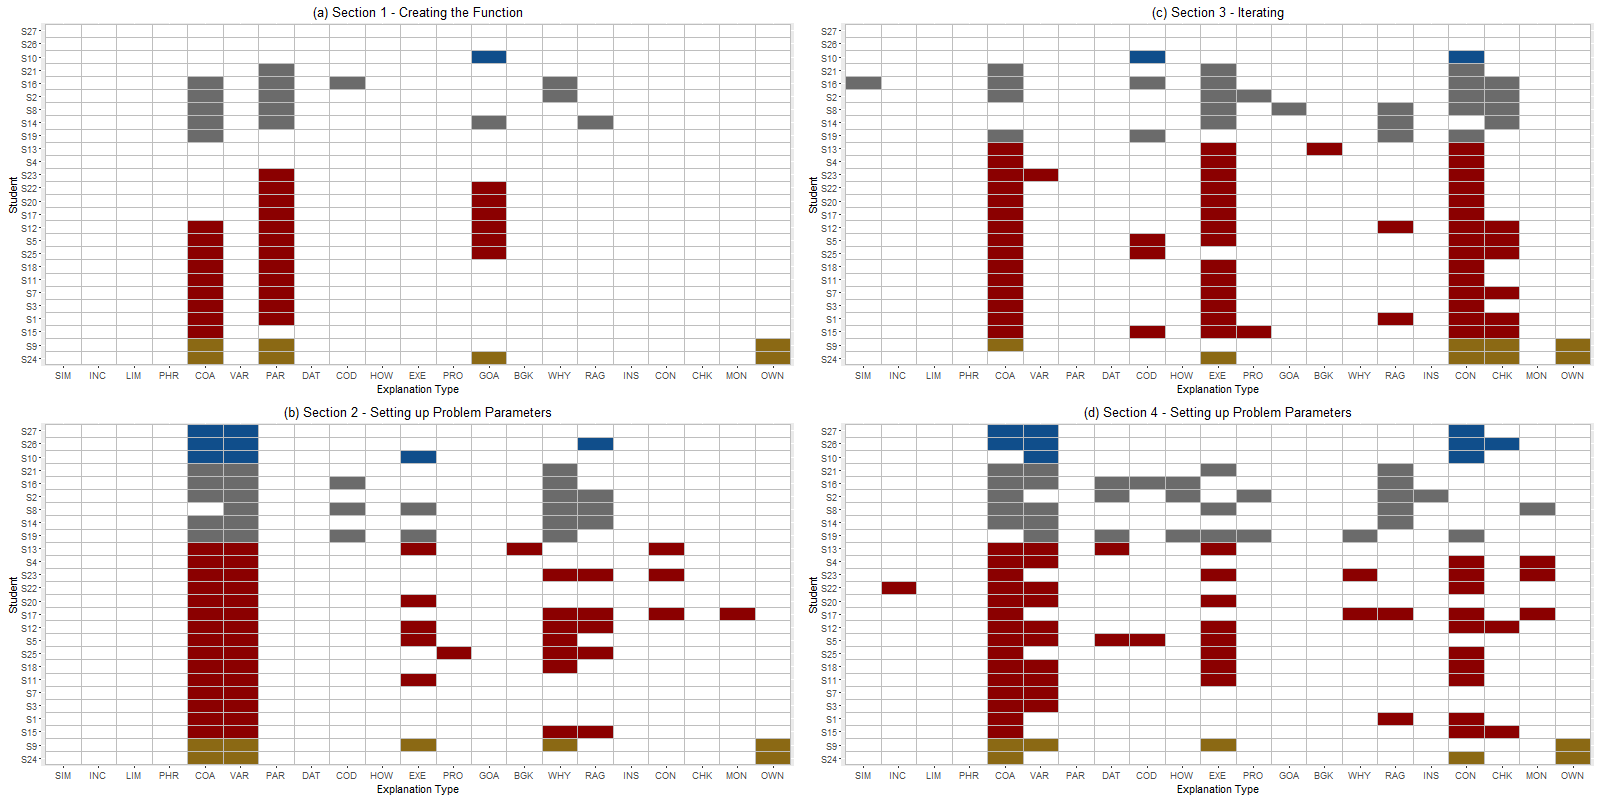 (a) Section 1 - Creating the Function
Student
S27
S26
S10
S21
S16
S2
S8
S14
S19
S13
S4
S23
S22
S20
S17
S12
S5
S25
S18
S11
S7
S3
S1
S15
S9
S24
SIM INC LIM PHR COA VAR PAR DAT COD HOW EXE PRO GOA BGK WHY RAG INS CON CHK MON OWN
Explanation Type
(c) Section 3 - Iterating
Student
S27
S26
S10
S21
S16
S2
S8
S14
S19
S13
S4
S23
S22
S20
S17
S12
S5
S25
S18
S11
S7
S3
S1
S15
S9
S24
SIM INC LIM PHR COA VAR PAR DAT COD HOW EXE PRO GOA BGK WHY RAG INS CON CHK MON OWN
Explanation Type
(b) Section 2 - Setting up Problem Parameters
Student
S27
S26
S10
S21
S16
S2
S8
S14
S19
S13
S4
S23
S22
S20
S17
S12
S5
S25
S18
S11
S7
S3
S1
S15
S9
S24
SIM INC LIM PHR COA VAR PAR DAT COD HOW EXE PRO GOA BGK WHY RAG INS CON CHK MON OWN
Explanation Type
(d) Section 4 - Setting up Problem Parameters
Student
S27
S26
S10
S21
S16
S2
S8
S14
S19
S13
S4
S23
S22
S20
S17
S12
S5
S25
S18
S11
S7
S3
S1
S15
S9
S24
SIM INC LIM PHR COA VAR PAR DAT COD HOW EXE PRO GOA BGK WHY RAG INS CON CHK MON OWN
Explanation Type